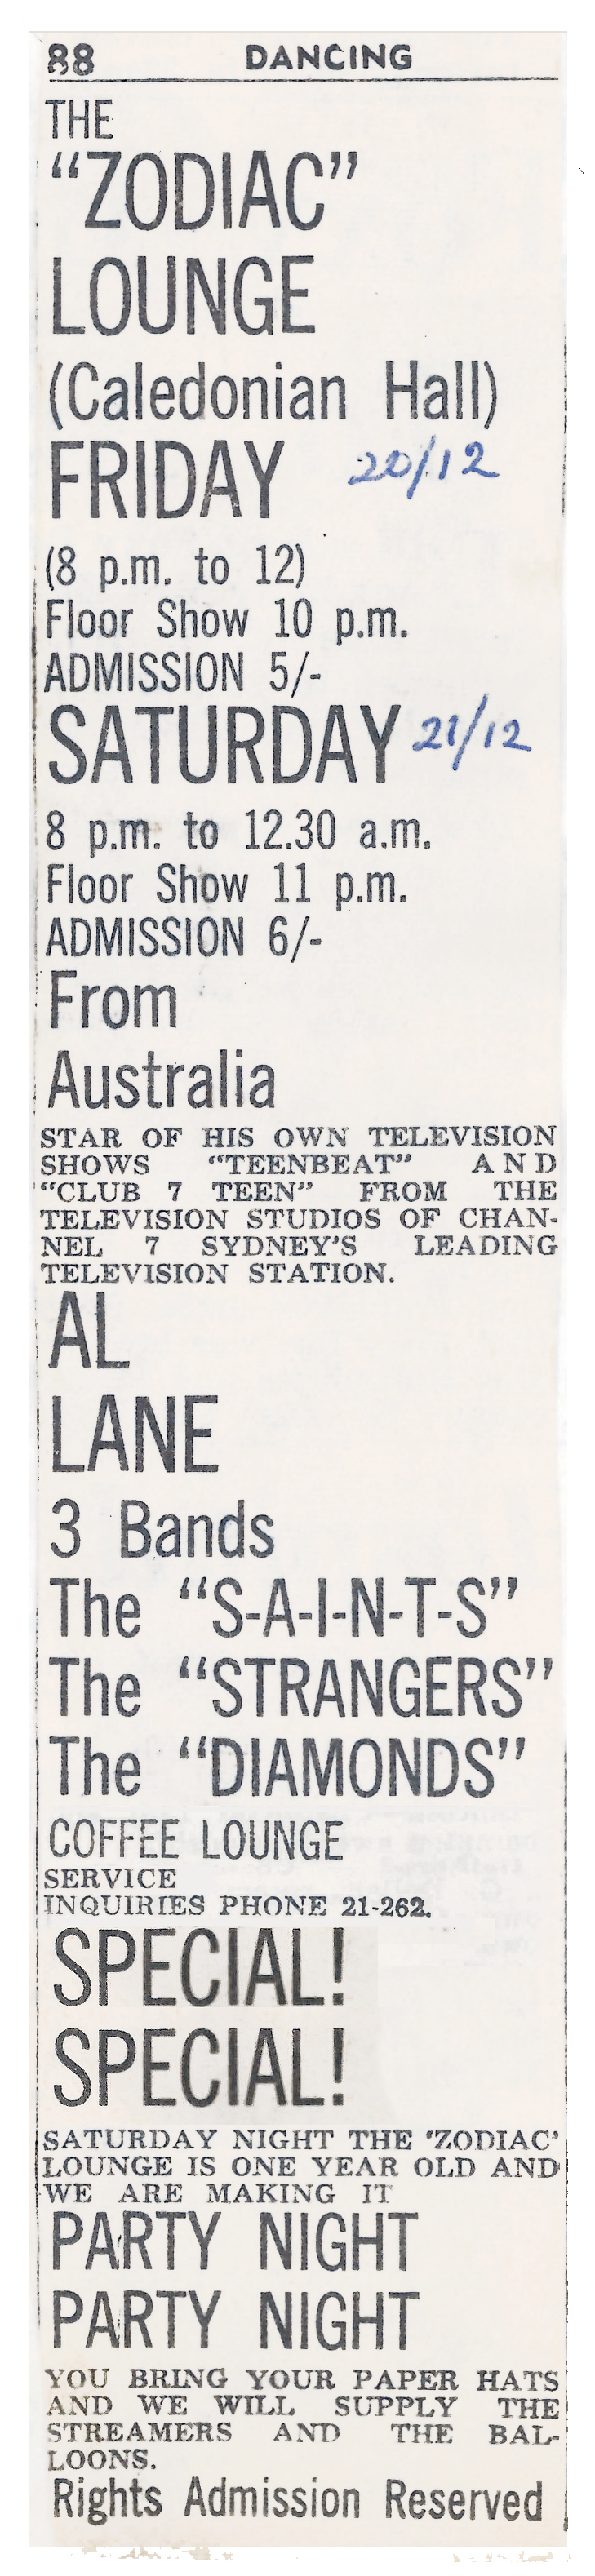 88 DANCING
THE
“ZODIAC”
LOUNGE
(Caledonian Hall)
FRIDAY 20/12
(8 p.m. to 12)
Floor Show 10 p.m.
ADMISSION 5/-
SATURDAY 21/12
8 p.m. to 12.30 a.m.
Floor Show 11 p.m.
ADMISSION 6/-
From
Australia
STAR OF HIS OWN TELEVISION
SHOWS “TEENBEAT” AND
“CLUB 7 TEEN” FROM THE
TELEVISION STUDIOS OF CHAN-
NEL 7 SYDNEY’S LEADING
TELEVISION STATION.
AL
LANE
3 Bands
The “S-A-I-N-T-S”
The “STRANGERS”
The “DIAMONDS”
COFFEE LOUNGE
SERVICE
INQUIRIES PHONE 21-262.
SPECIAL!
SPECIAL!
SATURDAY NIGHT THE ‘ZODIAC’
LOUNGE IS ONE YEAR OLD AND
WE ARE MAKING IT
PARTY NIGHT
PARTY NIGHT
YOU BRING YOUR PAPER HATS
AND WE WILL SUPPLY THE
STREAMERS AND THE BAL-
LOONS.
Rights Admission Reserved